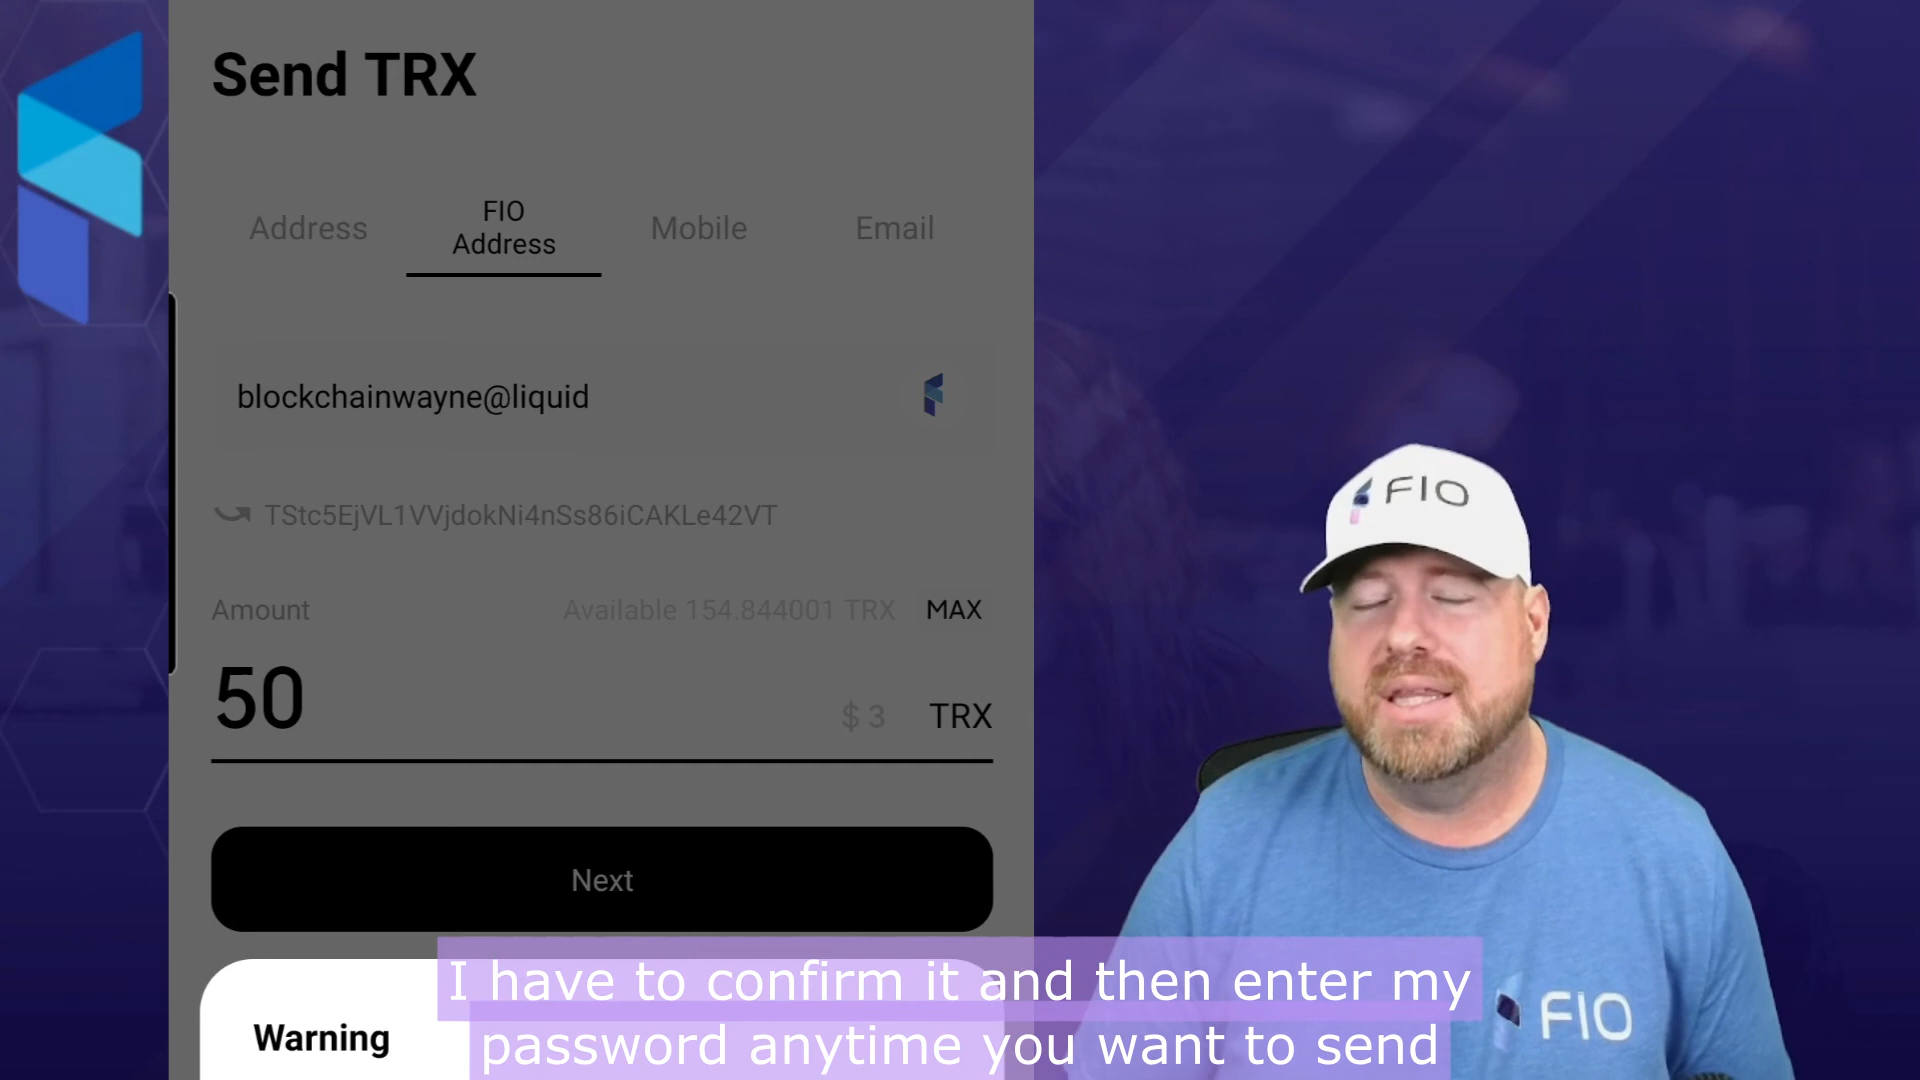 Send TRX
Address
FIO
Address
Mobile
Email
blockchainwayne@liquid
TStc5EjVL1VVjdokNi4nSs86iCAKLe42VT
Amount
Available 154.844001 TRX
MAX
50
$ 3
TRX
Next
Warning
I have to confirm it and then enter my
password anytime you want to send
FIO
FIO